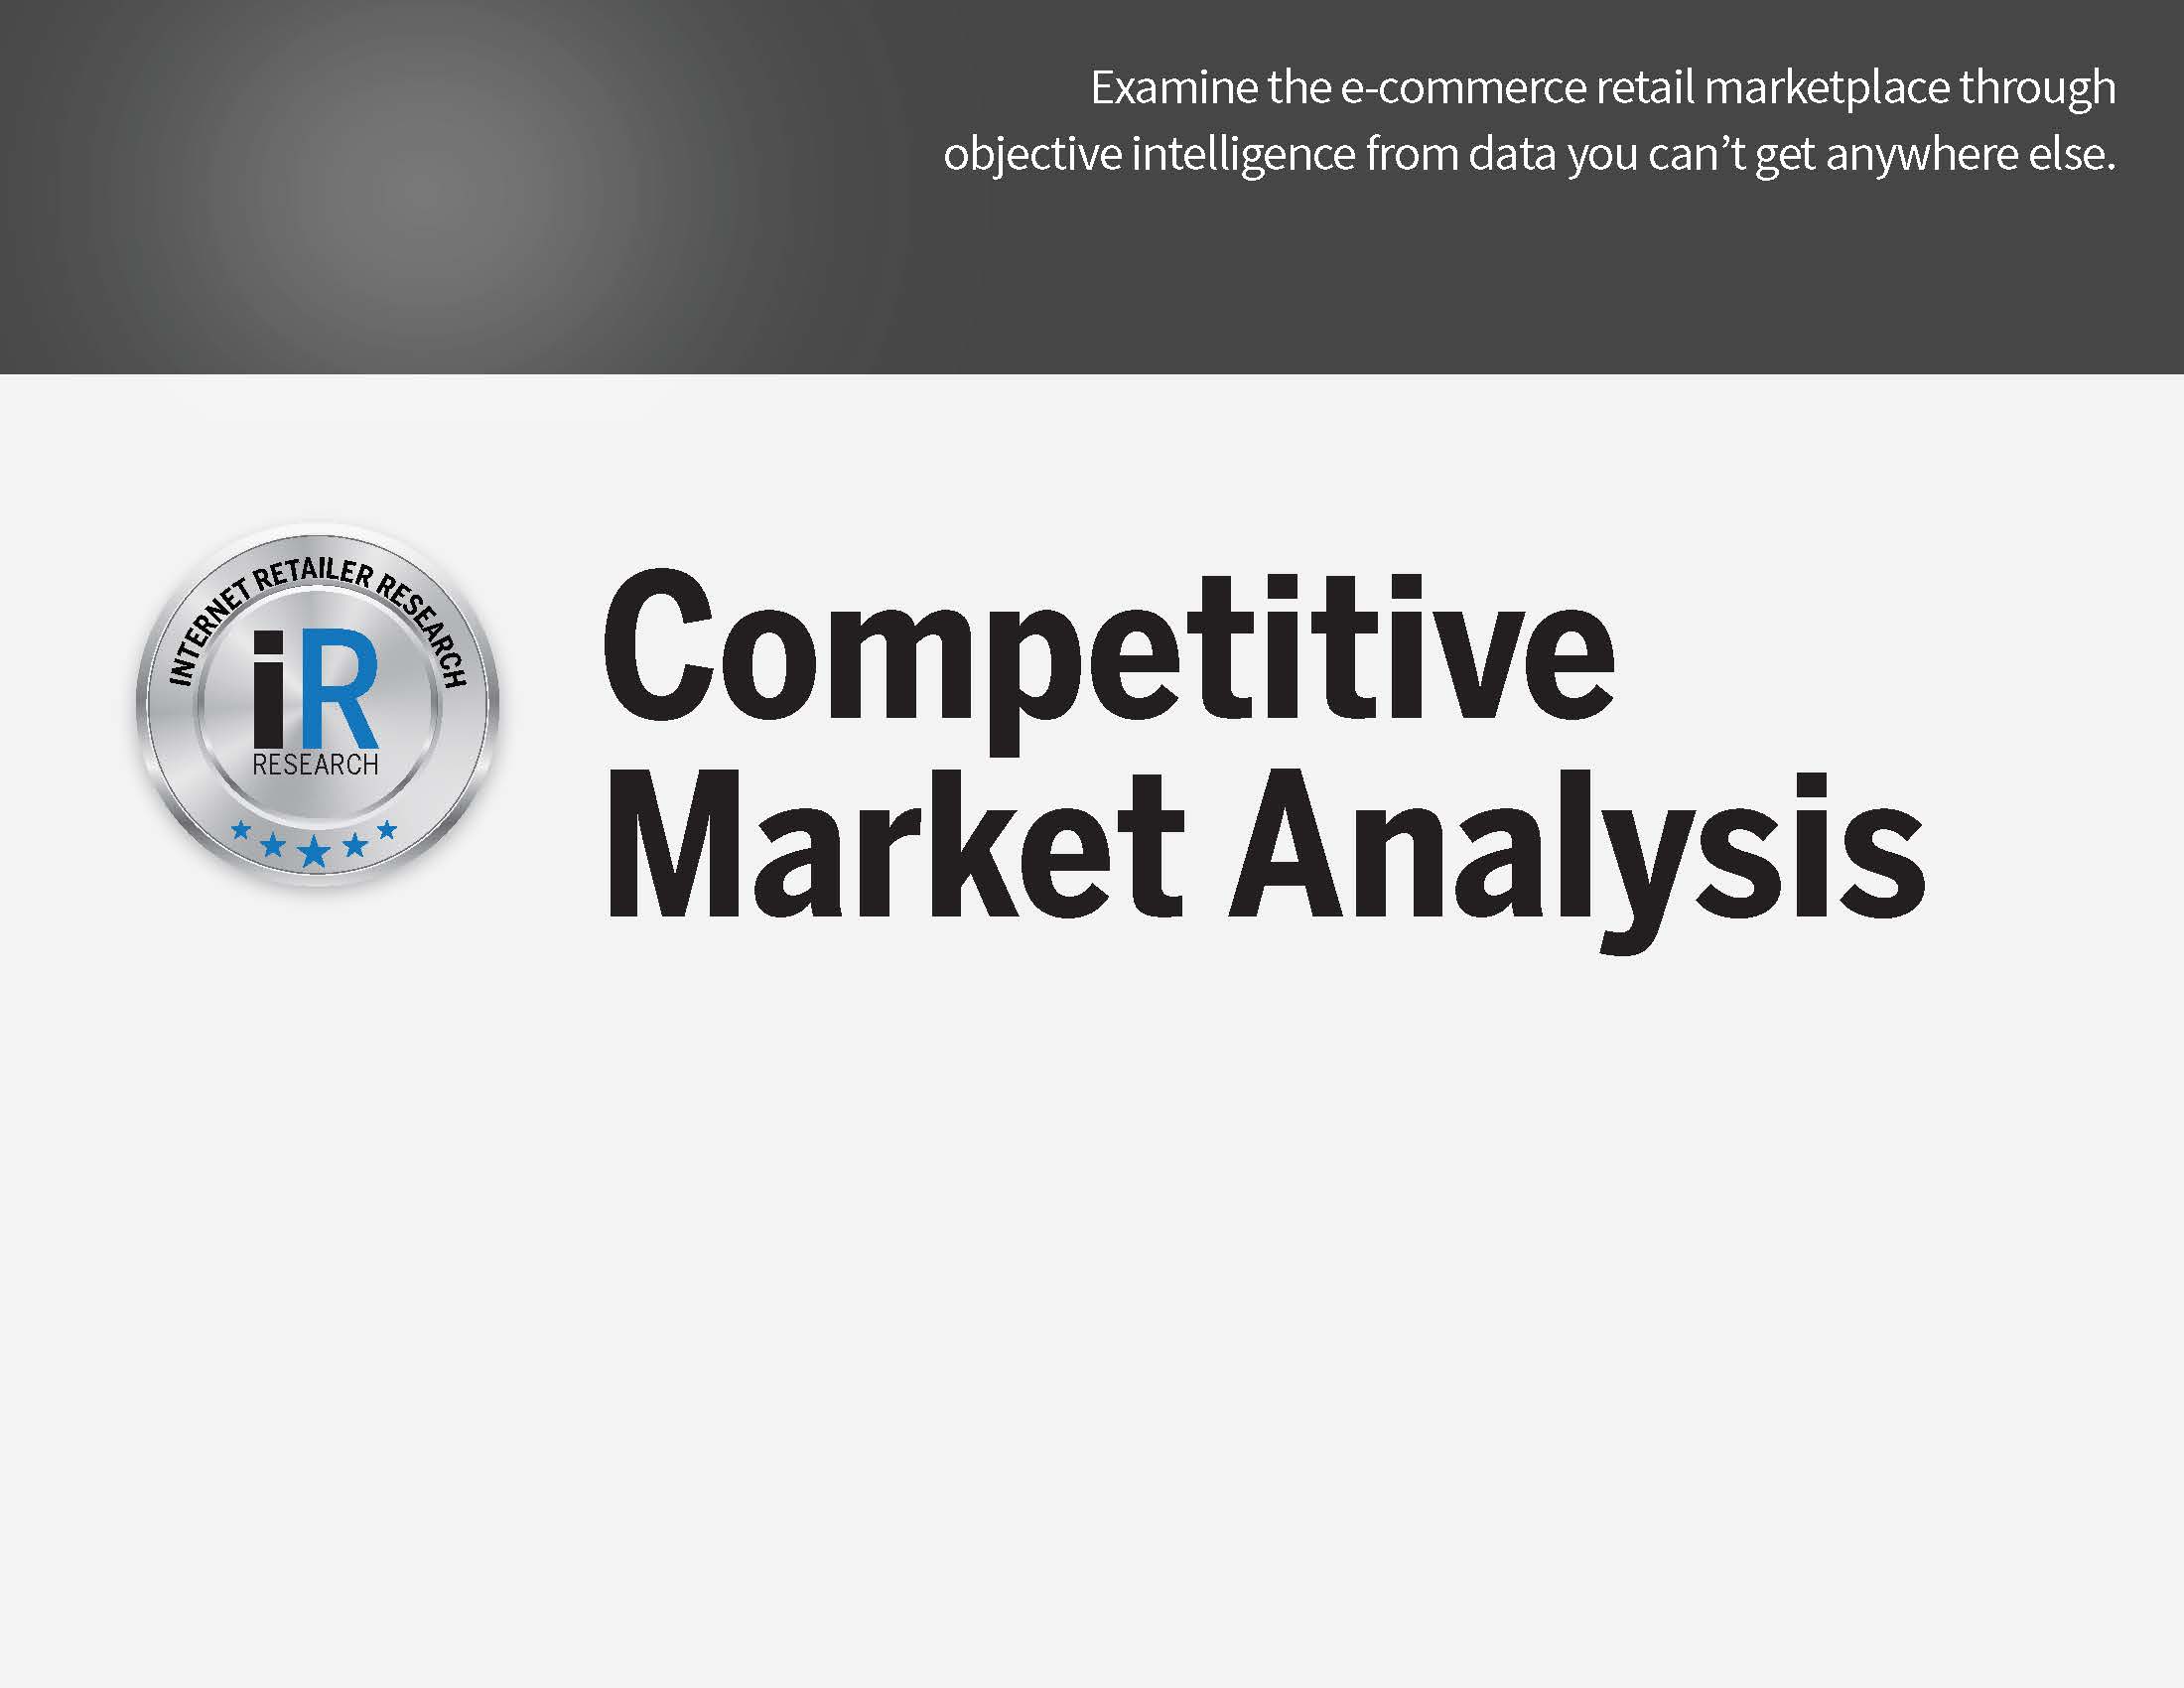 Examine the e-commerce retail marketplace through
objective intelligence from data you can’t get anywhere else.
INTERNET RETAILER RESEARCH
iR
RESEARCH
Competitive
Market Analysis